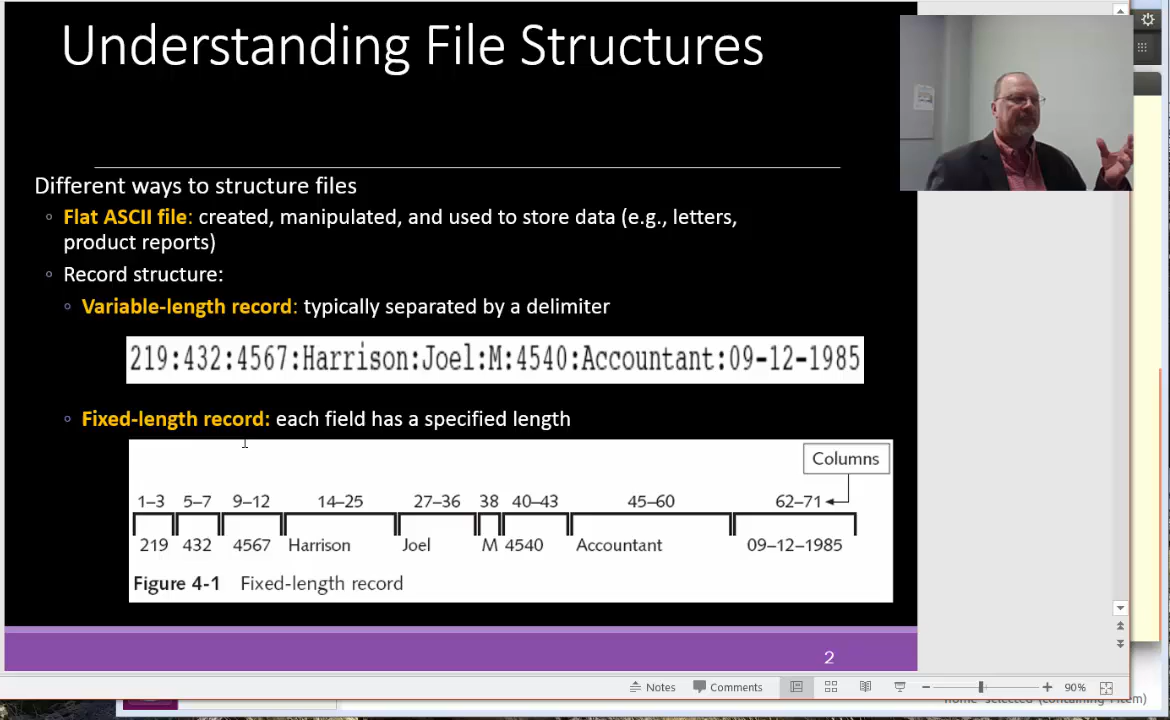 Understanding File Structures
Different ways to structure files
Flat ASCII file: created, manipulated, and used to store data (e.g., letters,
product reports)
Record structure:
Variable-length record: typically separated by a delimiter
219:432:4567:Harrison:Joel:M:4540:Accountant:09-12-1985
Fixed-length record: each field has a specified length
Columns
1–3 5–7 9–12 14–25 27–36 38 40–43 45–60 62–71
219 432 4567 Harrison Joel M 4540 Accountant 09–12–1985
Figure 4-1 Fixed-length record
2
Notes Comments 90%
selected (containing 1 item)